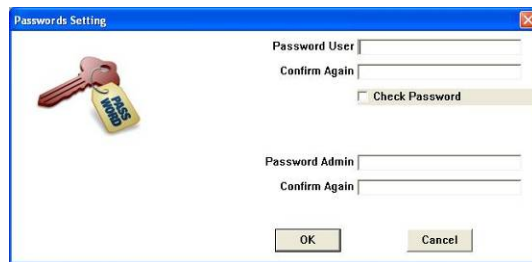 Passwords Setting
Password User
Confirm Again
Check Password
PASS
WORD
Password Admin
Confirm Again
OK
Cancel